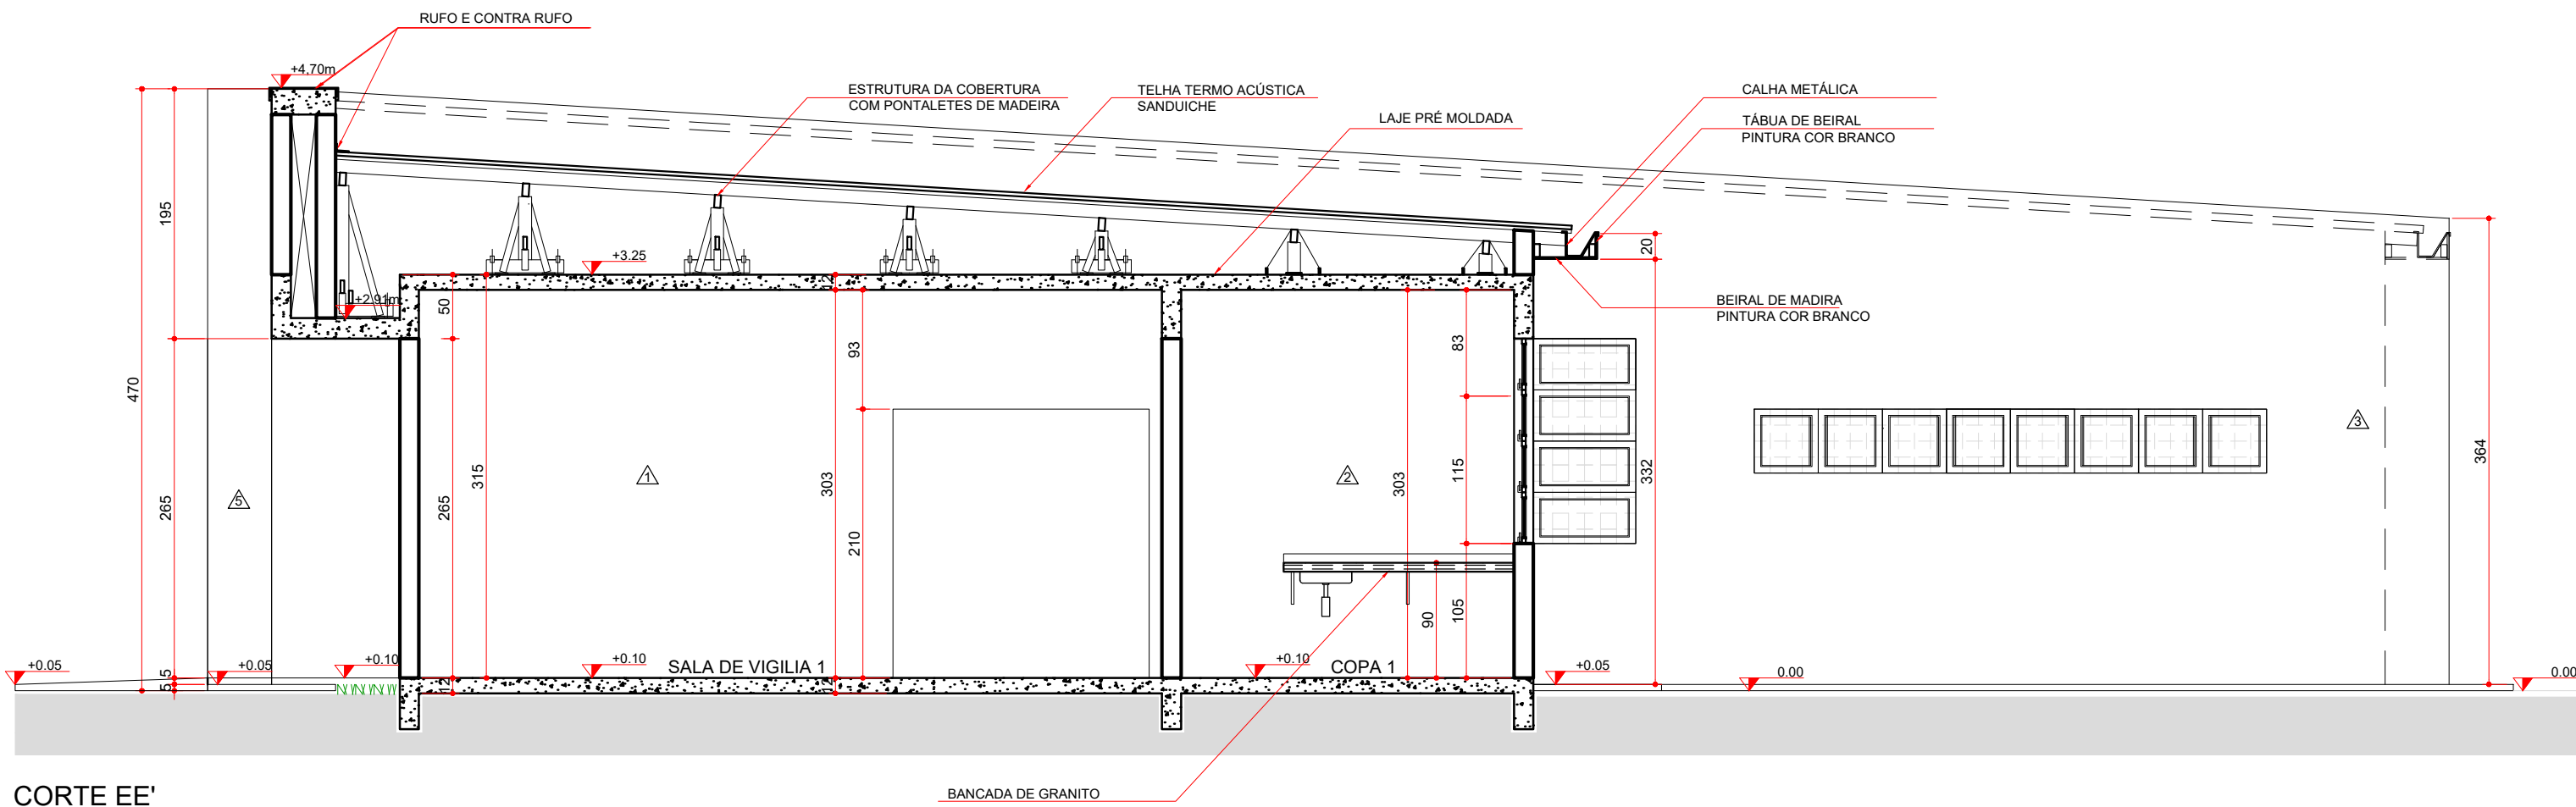 RUFO E CONTRA RUFO
+4.70m
ESTRUTURA DA COBERTURA
COM PONTALETES DE MADEIRA
TELHA TERMO ACÚSTICA
SANDUICHE
LAJE PRÉ MOLDADA
CALHA METÁLICA
TÁBUA DE BEIRAL
PINTURA COR BRANCO
195
20
+3.25
+2.91m
50
12
BEIRAL DE MADIRA
PINTURA COR BRANCO
93
83
470
265
5
265
315
1
303
210
2
303
115
332
3
364
90
105
+0.05
5
5
+0.05
+0.10
12
+0.10
SALA DE VIGILIA 1
12
+0.10
COPA 1
+0.05
0.00
0.00
BANCADA DE GRANITO
CORTE EE'